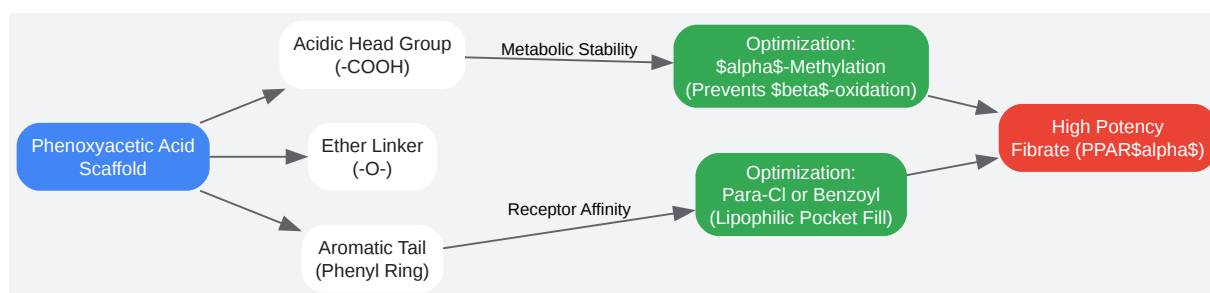 Phenoxyacetic Acid
Scaffold
Acidic Head Group
(-COOH)
Ether Linker
(-O-)
Aromatic Tail
(Phenyl Ring)
Metabolic Stability
Receptor Affinity
Optimization:
$alpha$-Methylation
(Prevents $beta$-oxidation)
Optimization:
Para-Cl or Benzoyl
(Lipophilic Pocket Fill)
High Potency
Fibrate (PPAR$alpha$)